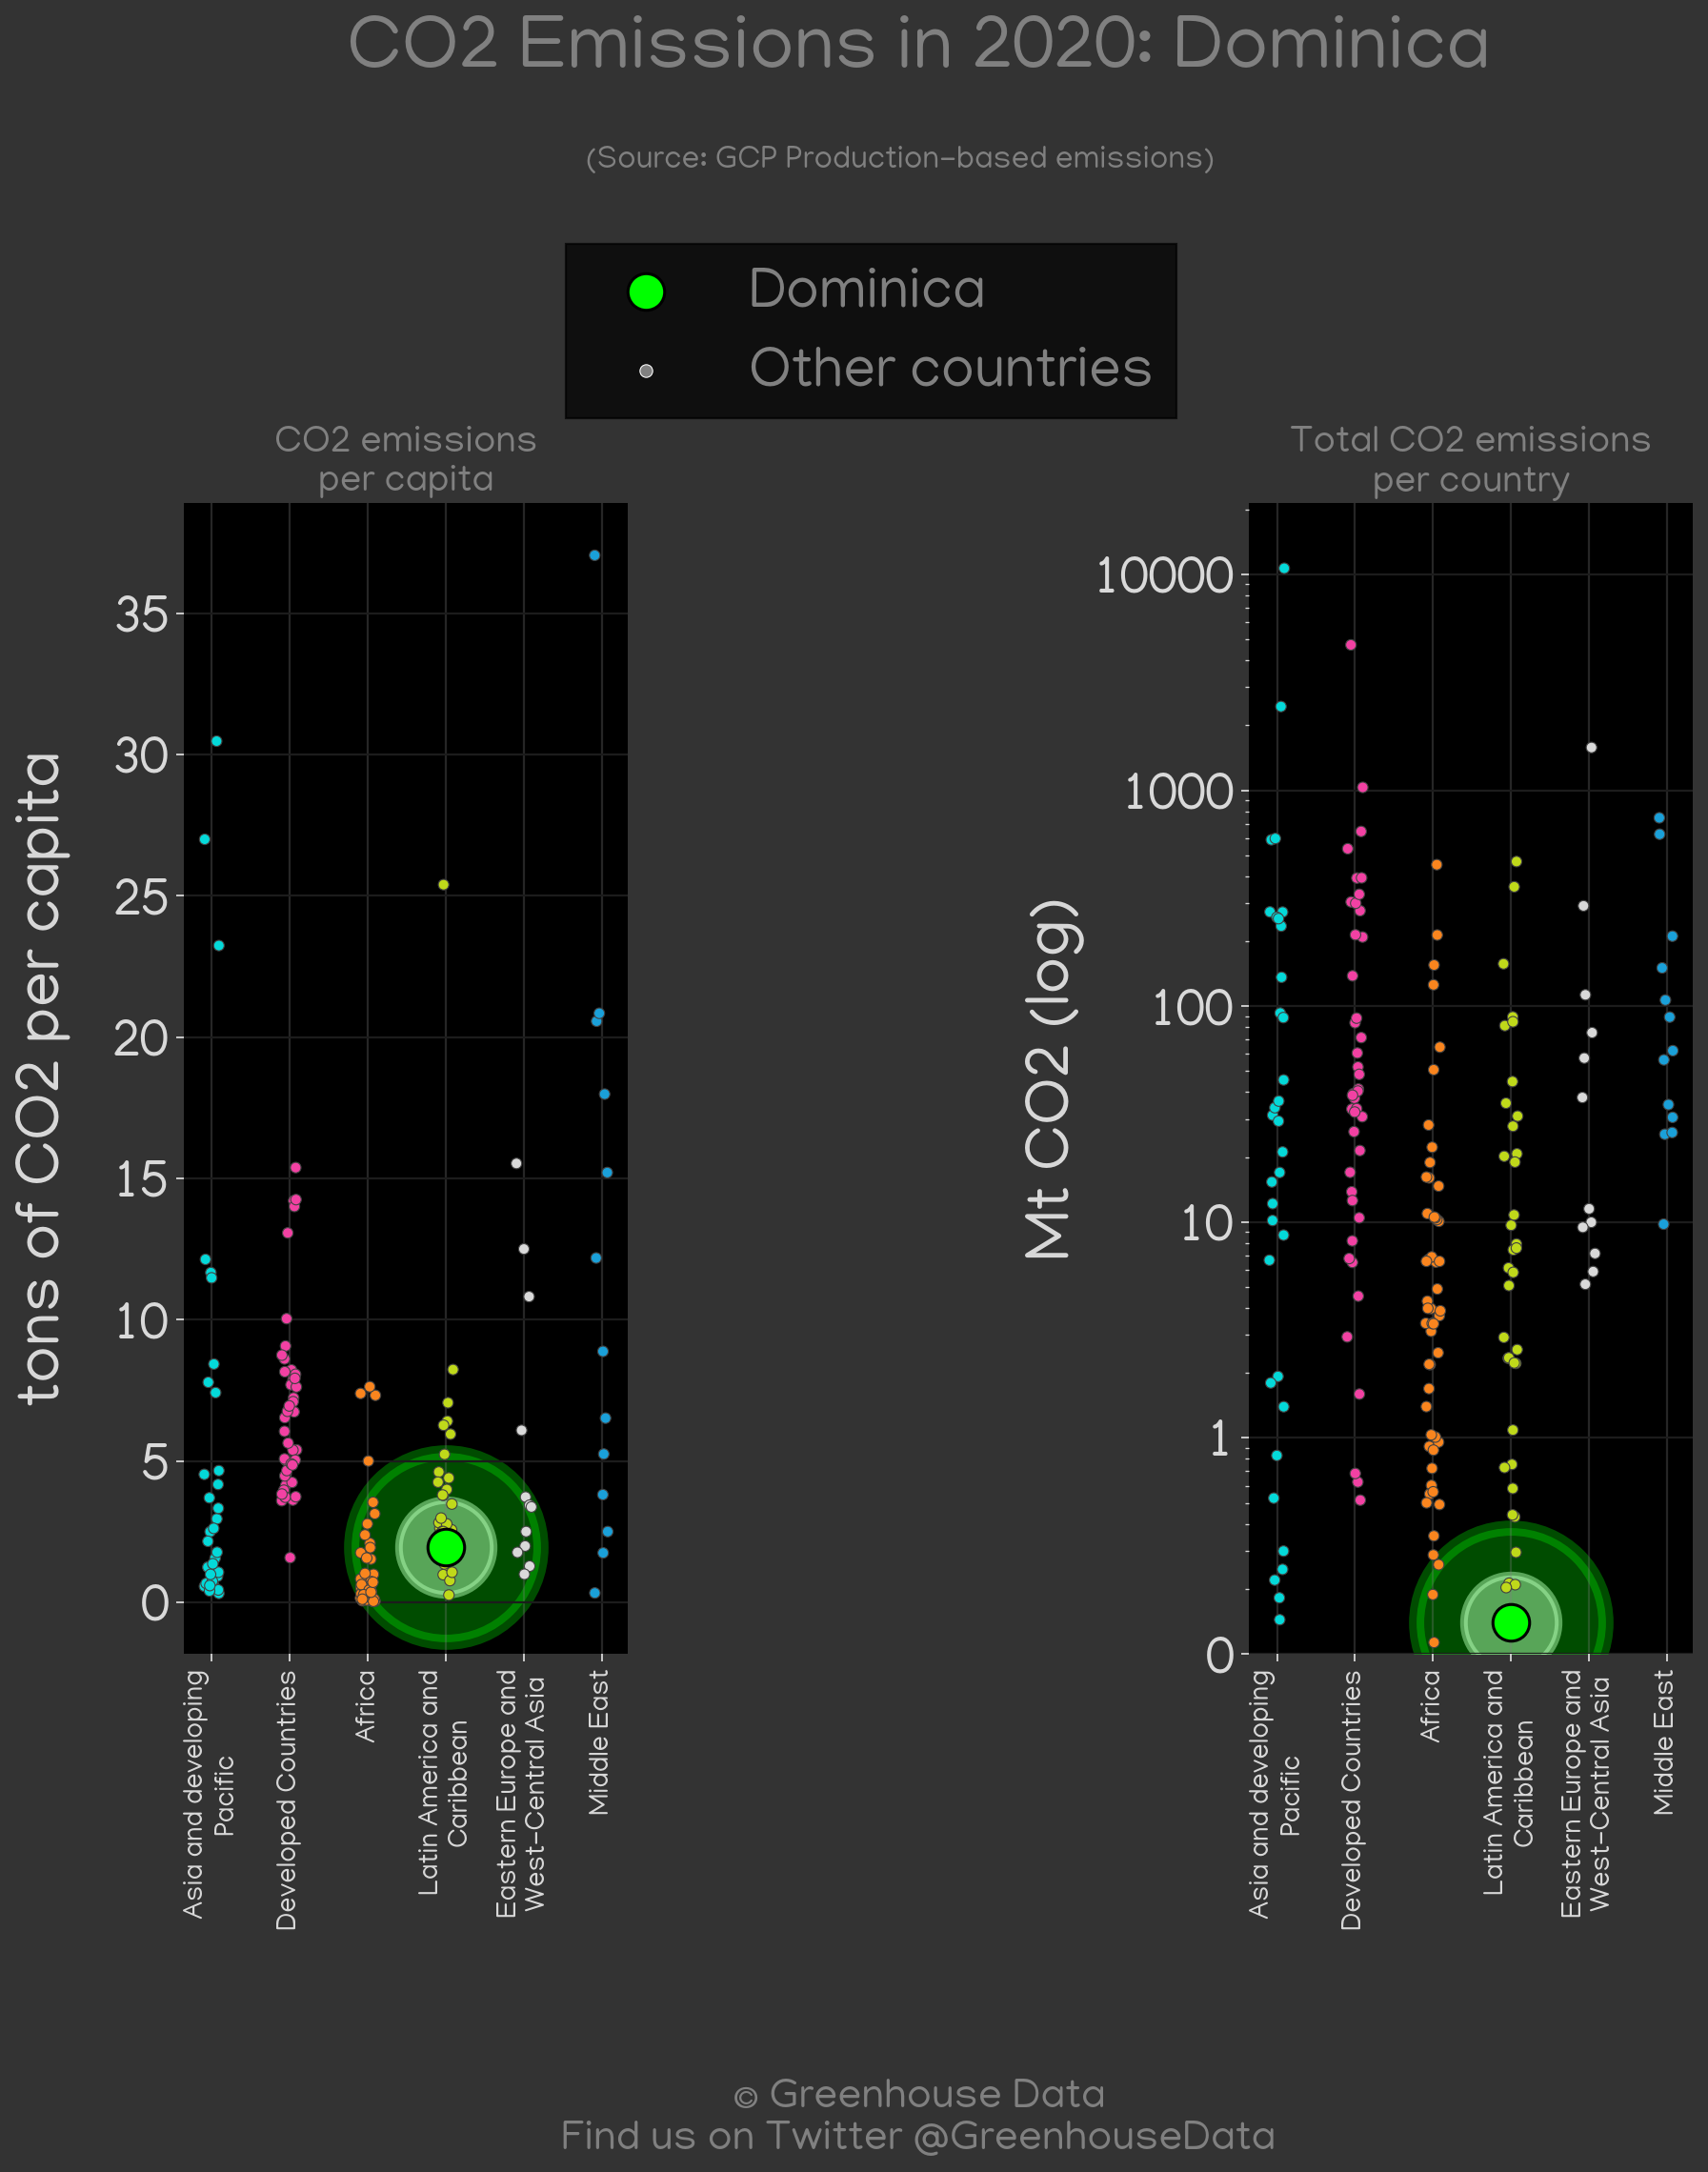 CO2 Emissions in 2020: Dominica
(Source: GCP Production-based emissions)
Dominica
Other countries
CO2 emissions
per capita
tons of CO2 per capita
35
30
25
20
15
10
5
0
Asia and developing
Pacific
Developed Countries
Africa
Latin America and
Caribbean
Eastern Europe and
West-Central Asia
Middle East
Total CO2 emissions
per country
Mt CO2 (log)
10000
1000
100
10
1
0
Asia and developing
Pacific
Developed Countries
Africa
Latin America and
Caribbean
Eastern Europe and
West-Central Asia
Middle East
© Greenhouse Data
Find us on Twitter @GreenhouseData